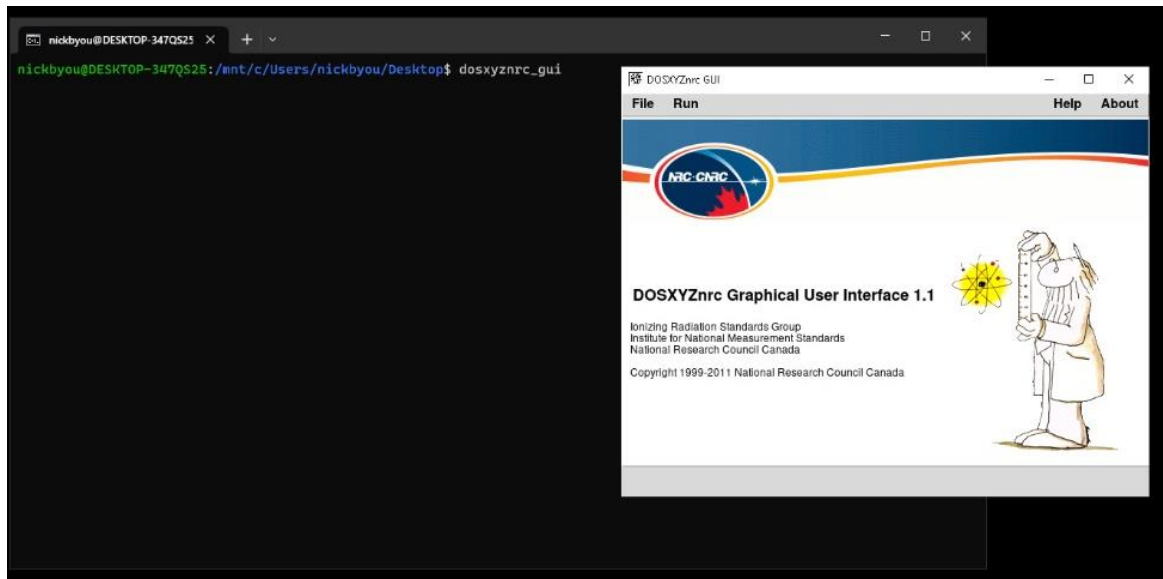 nickbyou@DESKTOP-347QS25
nickbyou@DESKTOP-347QS25:/mnt/c/Users/nickbyou/Desktop$ dosxyznrc_gui
DOSXYZnrc GUI
File Run Help About
NRC·CNRC
DOSXYZnrc Graphical User Interface 1.1
Ionizing Radiation Standards Group
Institute for National Measurement Standards
National Research Council Canada
Copyright 1999-2011 National Research Council Canada